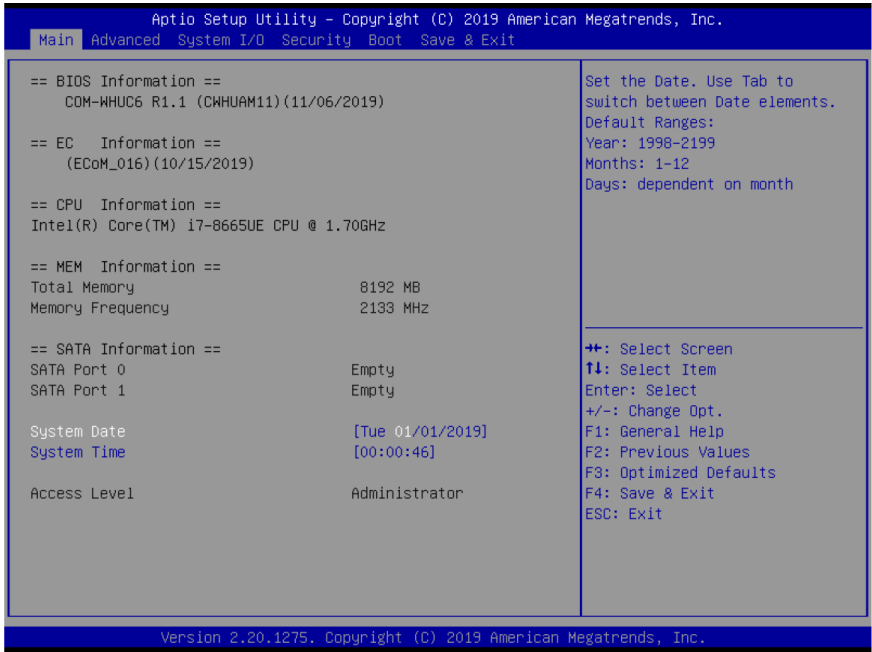 Aptio Setup Utility – Copyright (C) 2019 American Megatrends, Inc.
Main Advanced System I/O Security Boot Save & Exit
== BIOS Information ==
COM-WHUC6 R1.1 (CWHUAM11)(11/06/2019)
== EC Information ==
(ECoM_016)(10/15/2019)
== CPU Information ==
Intel(R) Core(TM) i7-8665UE CPU @ 1.70GHz
== MEM Information ==
Total Memory 8192 MB
Memory Frequency 2133 MHz
== SATA Information ==
SATA Port 0 Empty
SATA Port 1 Empty
System Date [Tue 01/01/2019]
System Time [00:00:46]
Access Level Administrator
Set the Date. Use Tab to
switch between Date elements.
Default Ranges:
Year: 1998-2199
Months: 1-12
Days: dependent on month
→←: Select Screen
↑↓: Select Item
Enter: Select
+/-: Change Opt.
F1: General Help
F2: Previous Values
F3: Optimized Defaults
F4: Save & Exit
ESC: Exit
Version 2.20.1275. Copyright (C) 2019 American Megatrends, Inc.